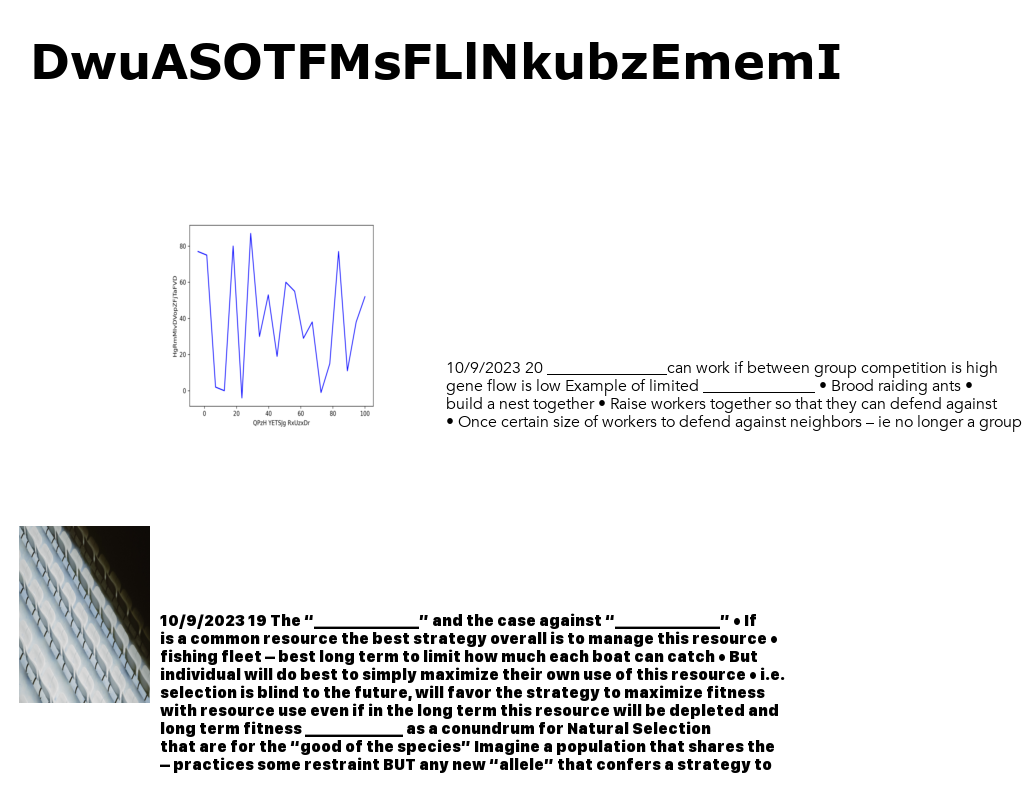 DwuASOTFMsFLlNkubzEmemI
80
60
40
20
0
0 20 40 60 80 100
QPzH YETSJg RxUzxDr
10/9/2023 20 _______________can work if between group competition is high
gene flow is low Example of limited ______________ • Brood raiding ants •
build a nest together • Raise workers together so that they can defend against
• Once certain size of workers to defend against neighbors – ie no longer a group
10/9/2023 19 The “_____________” and the case against “_____________” • If
is a common resource the best strategy overall is to manage this resource •
fishing fleet – best long term to limit how much each boat can catch • But
individual will do best to simply maximize their own use of this resource • i.e.
selection is blind to the future, will favor the strategy to maximize fitness
with resource use even if in the long term this resource will be depleted and
long term fitness ____________ as a conundrum for Natural Selection
that are for the “good of the species” Imagine a population that shares the
– practices some restraint BUT any new “allele” that confers a strategy to